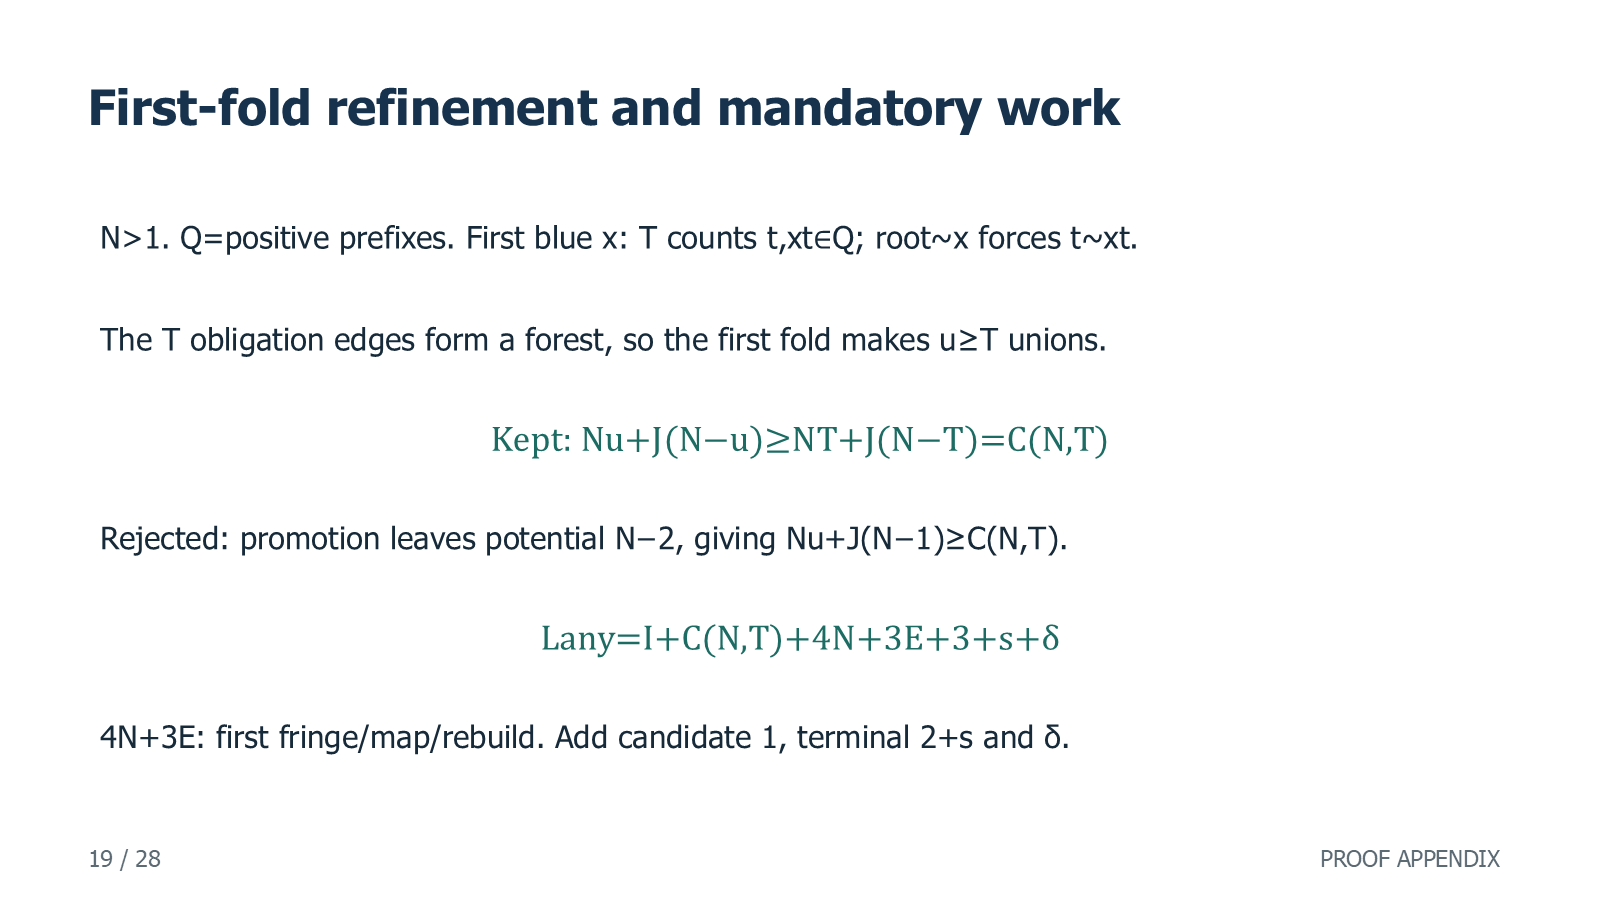 First-fold refinement and mandatory work
N>1. Q=positive prefixes. First blue x: T counts t,xt∈Q; root~x forces t~xt.
The T obligation edges form a forest, so the first fold makes u≥T unions.
Kept: Nu+J(N−u)≥NT+J(N−T)=C(N,T)
Rejected: promotion leaves potential N−2, giving Nu+J(N−1)≥C(N,T).
Lany=I+C(N,T)+4N+3E+3+s+δ
4N+3E: first fringe/map/rebuild. Add candidate 1, terminal 2+s and δ.
19 / 28
PROOF APPENDIX